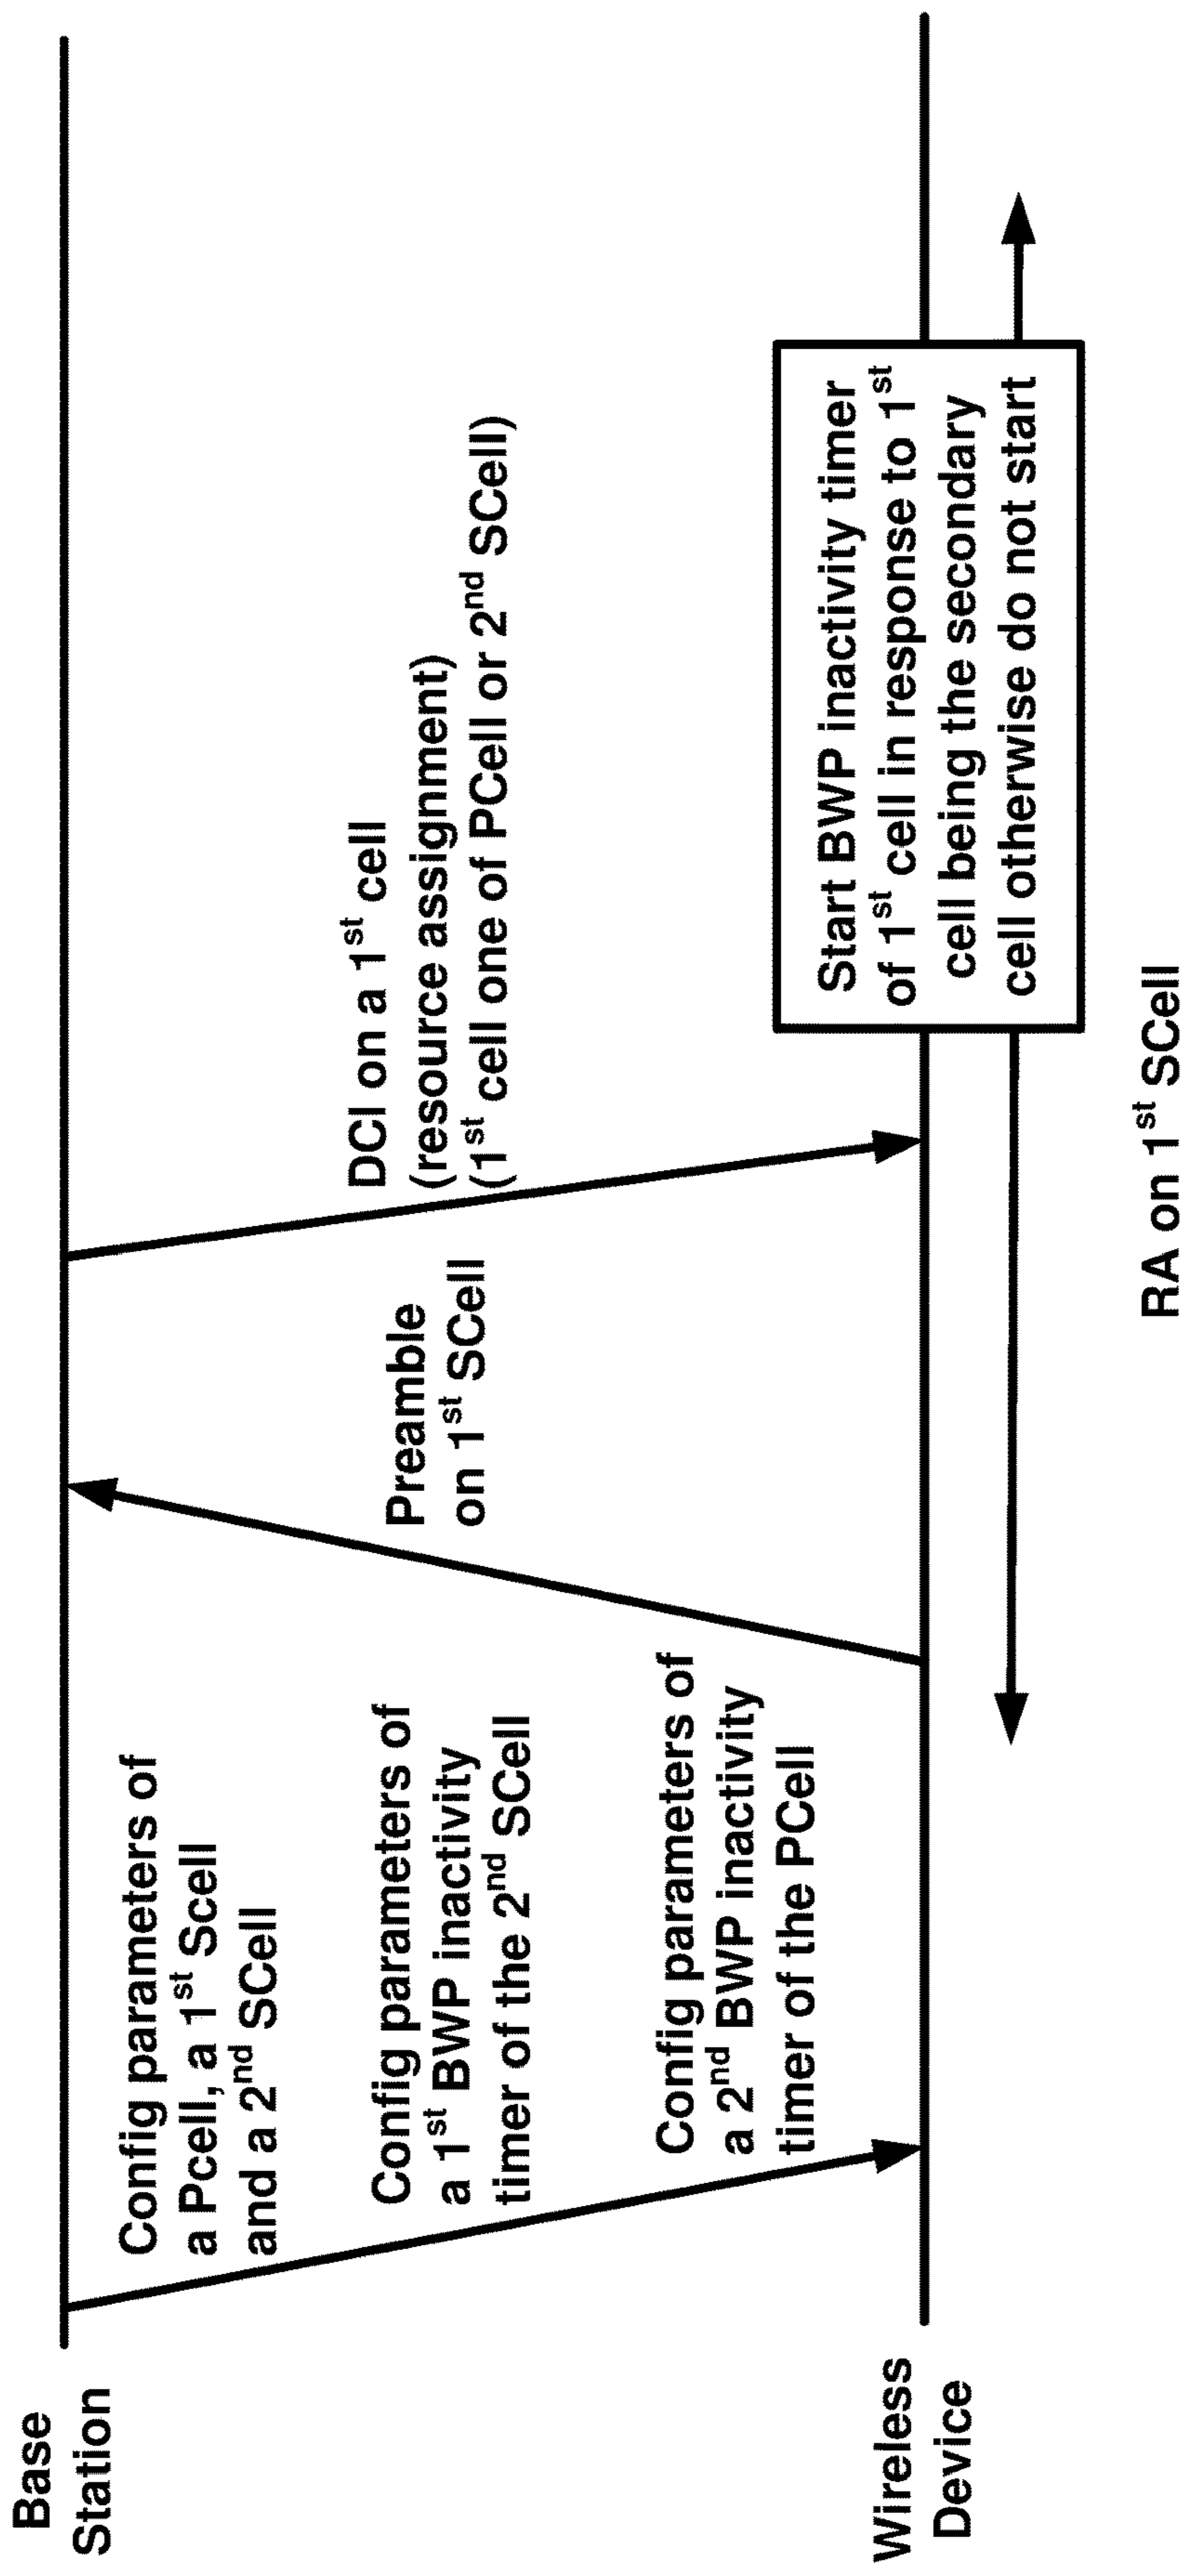 Base
Station
Config parameters of
a Pcell, a 1st Scell
and a 2nd SCell
Config parameters of
a 1st BWP inactivity
timer of the 2nd SCell
Config parameters of
a 2nd BWP inactivity
timer of the PCell
Preamble
on 1st SCell
DCI on a 1st cell
(resource assignment)
(1st cell one of PCell or 2nd SCell)
Wireless
Device
Start BWP inactivity timer
of 1st cell in response to 1st
cell being the secondary
cell otherwise do not start
RA on 1st SCell